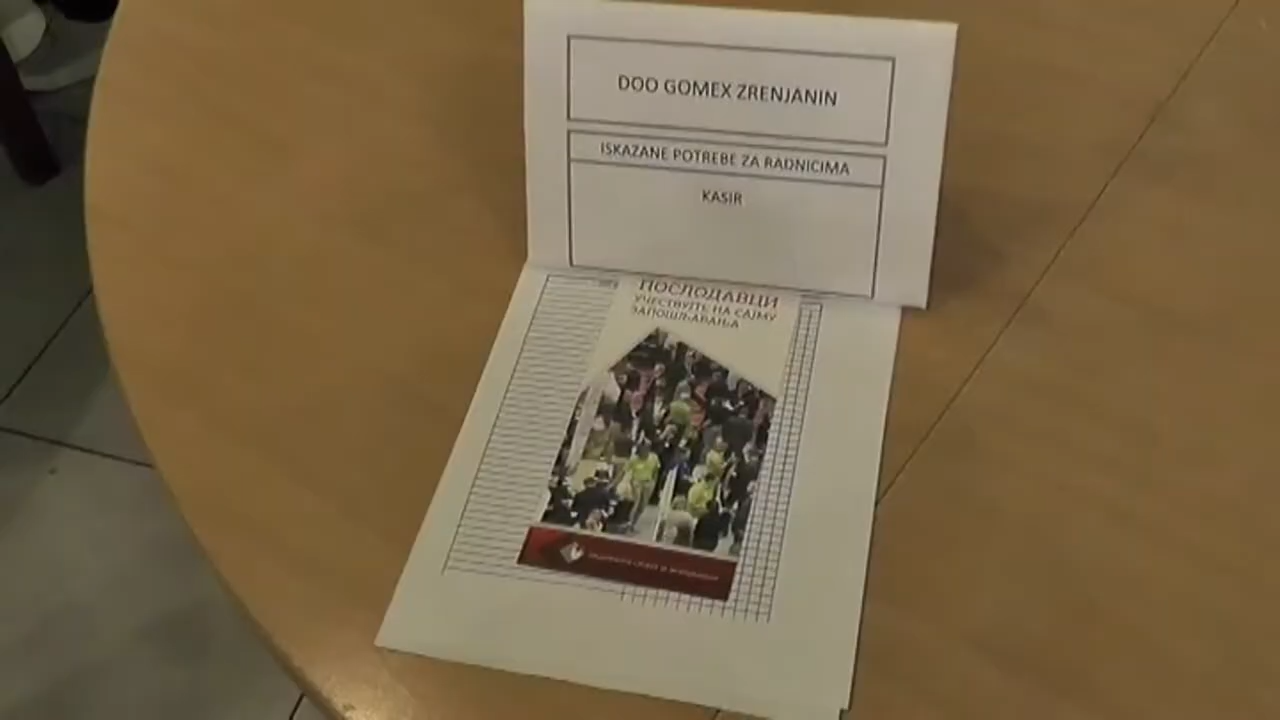 DOO GOMEX ZRENJANIN
ISKAZANE POTREBE ZA RADNICIMA
KASIR
ПОСЛОДАВЦИ
УЧЕСТВУЈТЕ НА САЈМУ
ЗАПОШЉАВАЊА